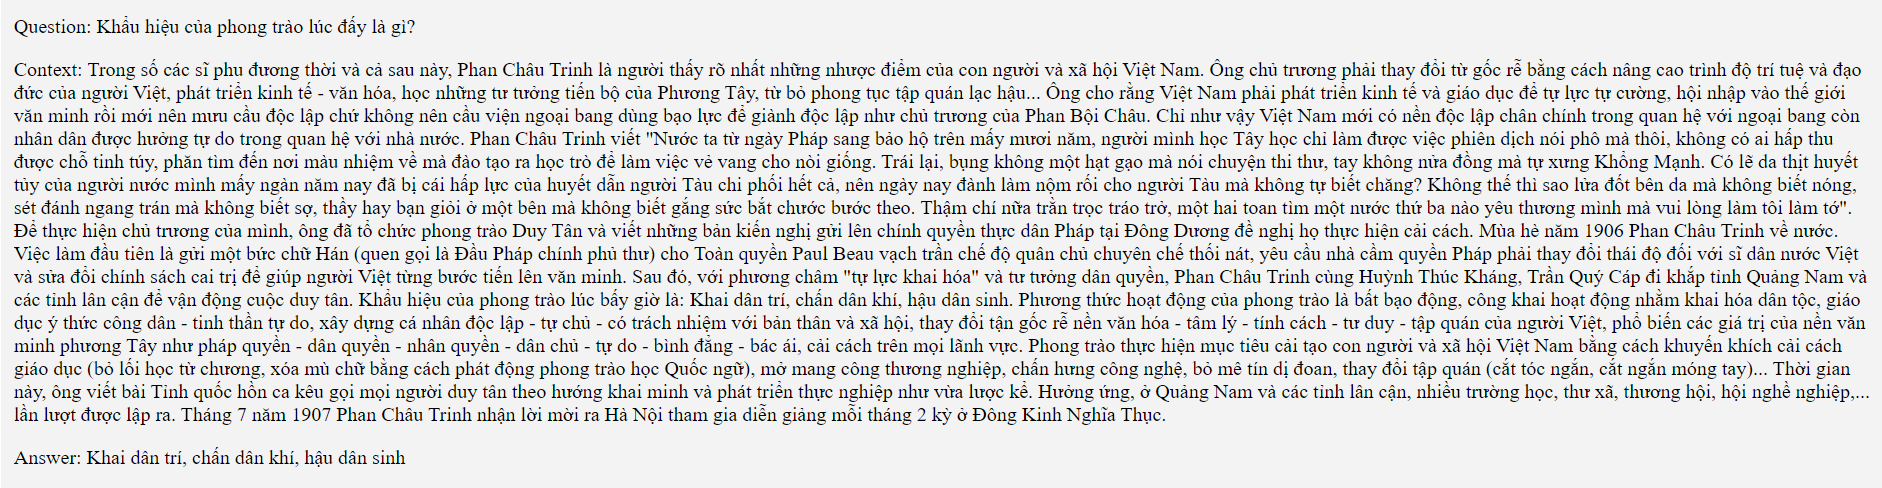 Question: Khẩu hiệu của phong trào lúc đấy là gì?
Context: Trong số các sĩ phu đương thời và cả sau này, Phan Châu Trinh là người thấy rõ nhất những nhược điểm của con người và xã hội Việt Nam. Ông chủ trương phải thay đổi từ gốc rễ bằng cách nâng cao trình độ trí tuệ và đạo
đức của người Việt, phát triển kinh tế - văn hóa, học những tư tưởng tiến bộ của Phương Tây, từ bỏ phong tục tập quán lạc hậu... Ông cho rằng Việt Nam phải phát triển kinh tế và giáo dục để tự lực tự cường, hội nhập vào thế giới
văn minh rồi mới nên mưu cầu độc lập chứ không nên cầu viện ngoại bang dùng bạo lực để giành độc lập như chủ trương của Phan Bội Châu. Chỉ như vậy Việt Nam mới có nền độc lập chân chính trong quan hệ với ngoại bang còn
nhân dân được hưởng tự do trong quan hệ với nhà nước. Phan Châu Trinh viết "Nước ta từ ngày Pháp sang bảo hộ trên mấy mươi năm, người mình học Tây học chỉ làm được việc phiên dịch nói phô mà thôi, không có ai hấp thu
được chỗ tinh túy, phăn tìm đến nơi màu nhiệm về mà đào tạo ra học trò để làm việc vẻ vang cho nòi giống. Trái lại, bụng không một hạt gạo mà nói chuyện thi thư, tay không nửa đồng mà tự xưng Khổng Mạnh. Có lẽ da thịt huyết
tủy của người nước mình mấy ngàn năm nay đã bị cái hấp lực của huyết dẫn người Tàu chi phối hết cả, nên ngày nay đành làm nộm rối cho người Tàu mà không tự biết chăng? Không thế thì sao lửa đốt bên da mà không biết nóng,
sét đánh ngang trán mà không biết sợ, thầy hay bạn giỏi ở một bên mà không biết gắng sức bắt chước bước theo. Thậm chí nữa trằn trọc tráo trở, một hai toan tìm một nước thứ ba nào yêu thương mình mà vui lòng làm tôi làm tớ".
Để thực hiện chủ trương của mình, ông đã tổ chức phong trào Duy Tân và viết những bản kiến nghị gửi lên chính quyền thực dân Pháp tại Đông Dương đề nghị họ thực hiện cải cách. Mùa hè năm 1906 Phan Châu Trinh về nước.
Việc làm đầu tiên là gửi một bức chữ Hán (quen gọi là Đầu Pháp chính phủ thư) cho Toàn quyền Paul Beau vạch trần chế độ quân chủ chuyên chế thối nát, yêu cầu nhà cầm quyền Pháp phải thay đổi thái độ đối với sĩ dân nước Việt
và sửa đổi chính sách cai trị để giúp người Việt từng bước tiến lên văn minh. Sau đó, với phương châm "tự lực khai hóa" và tư tưởng dân quyền, Phan Châu Trinh cùng Huỳnh Thúc Kháng, Trần Quý Cáp đi khắp tỉnh Quảng Nam và
các tỉnh lân cận để vận động cuộc duy tân. Khẩu hiệu của phong trào lúc bấy giờ là: Khai dân trí, chấn dân khí, hậu dân sinh. Phương thức hoạt động của phong trào là bất bạo động, công khai hoạt động nhằm khai hóa dân tộc, giáo
dục ý thức công dân - tinh thần tự do, xây dựng cá nhân độc lập - tự chủ - có trách nhiệm với bản thân và xã hội, thay đổi tận gốc rễ nền văn hóa - tâm lý - tính cách - tư duy - tập quán của người Việt, phổ biến các giá trị của nền văn
minh phương Tây như pháp quyền - dân quyền - nhân quyền - dân chủ - tự do - bình đẳng - bác ái, cải cách trên mọi lãnh vực. Phong trào thực hiện mục tiêu cải tạo con người và xã hội Việt Nam bằng cách khuyến khích cải cách
giáo dục (bỏ lối học từ chương, xóa mù chữ bằng cách phát động phong trào học Quốc ngữ), mở mang công thương nghiệp, chấn hưng công nghệ, bỏ mê tín dị đoan, thay đổi tập quán (cắt tóc ngắn, cắt ngắn móng tay)... Thời gian
này, ông viết bài Tỉnh quốc hồn ca kêu gọi mọi người duy tân theo hướng khai minh và phát triển thực nghiệp như vừa lược kể. Hưởng ứng, ở Quảng Nam và các tỉnh lân cận, nhiều trường học, thư xã, thương hội, hội nghề nghiệp,...
lần lượt được lập ra. Tháng 7 năm 1907 Phan Châu Trinh nhận lời mời ra Hà Nội tham gia diễn giảng mỗi tháng 2 kỳ ở Đông Kinh Nghĩa Thục.
Answer: Khai dân trí, chấn dân khí, hậu dân sinh